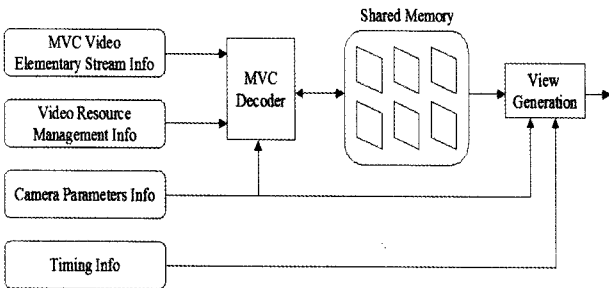 Shared Memory
MVC Video
Elementary Stream Info
MVC
Decoder
View
Generation
Video Resource
Management Info
Camera Parameters Info
Timing Info